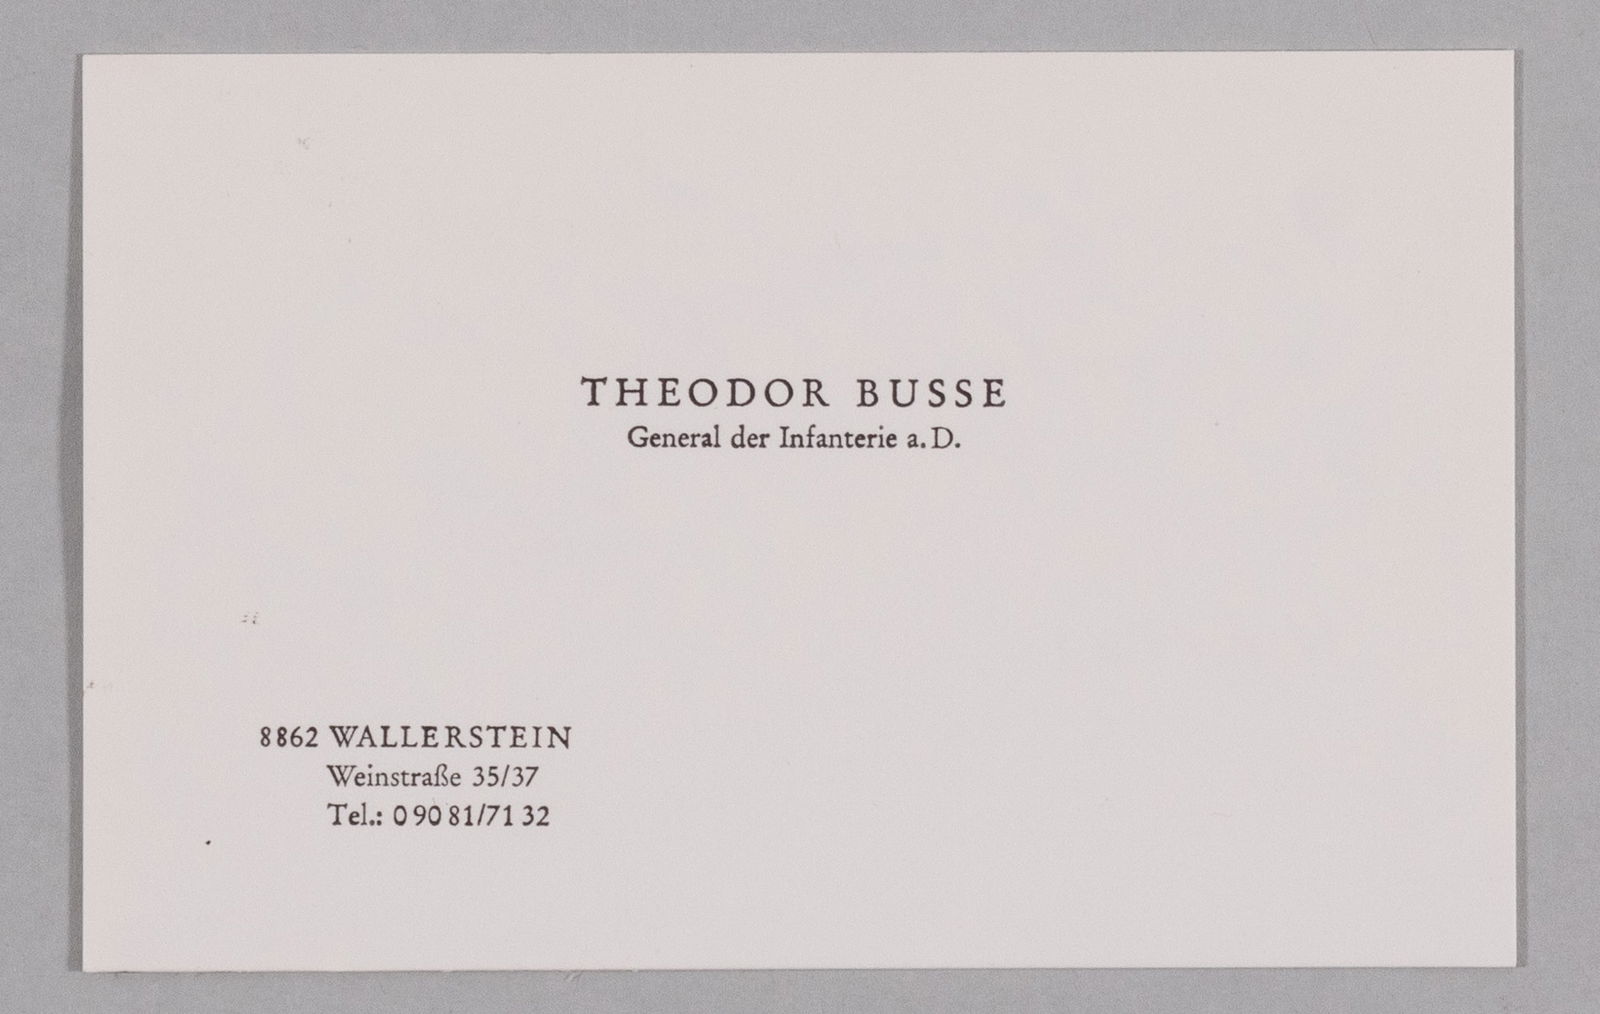 THEODOR BUSSE
General der Infanterie a. D.
8862 WALLERSTEIN
Weinstraße 35/37
Tel.: 0 90 81/71 32